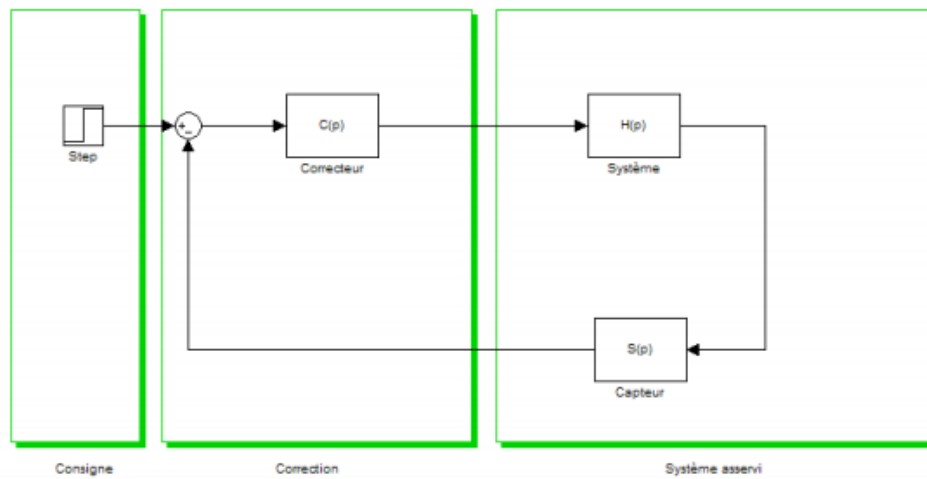 Step
+
-
C(p)
Correcteur
H(p)
Système
S(p)
Capteur
Consigne
Correction
Système asservi